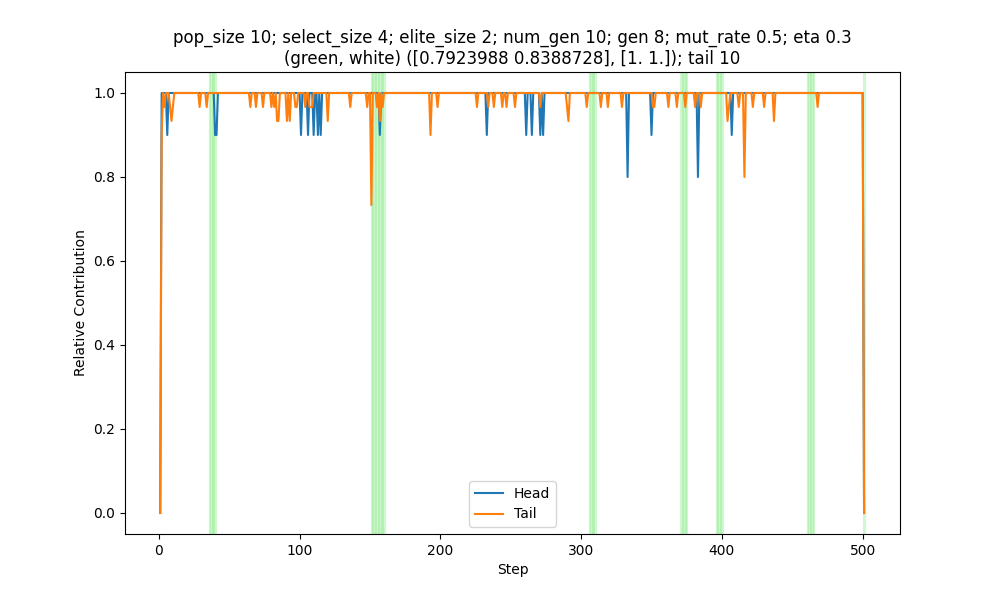 pop_size 10; select_size 4; elite_size 2; num_gen 10; gen 8; mut_rate 0.5; eta 0.3
(green, white) ([0.7923988 0.8388728], [1. 1.]); tail 10
1.0
0.8
0.6
0.4
0.2
0.0
Relative Contribution
Head
Tail
0
100
200
300
400
500
Step